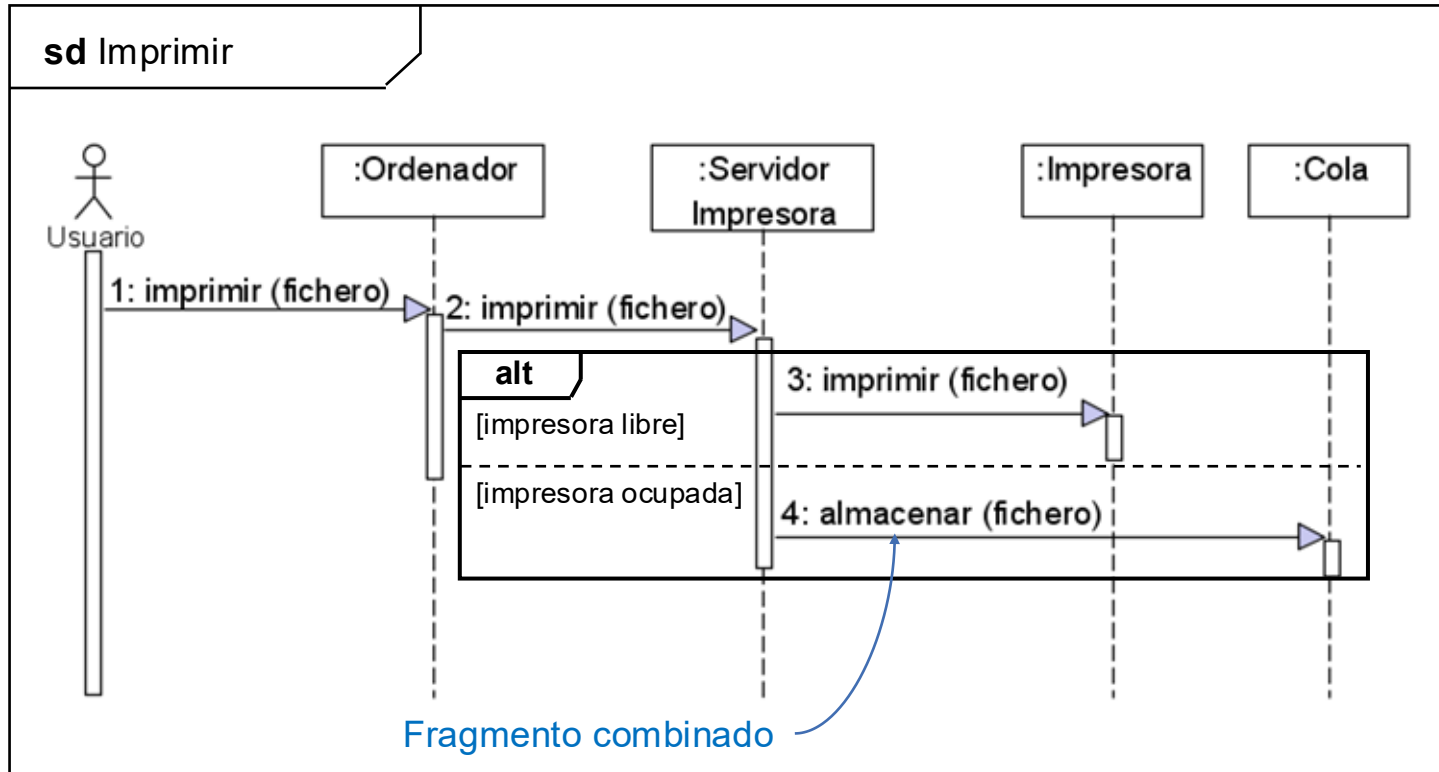 sd Imprimir
:Ordenador
:Servidor
Impresora
:Impresora
:Cola
Usuario
1: imprimir (fichero)
2: imprimir (fichero)
alt
3: imprimir (fichero)
[impresora libre]
[impresora ocupada]
4: almacenar (fichero)
Fragmento combinado